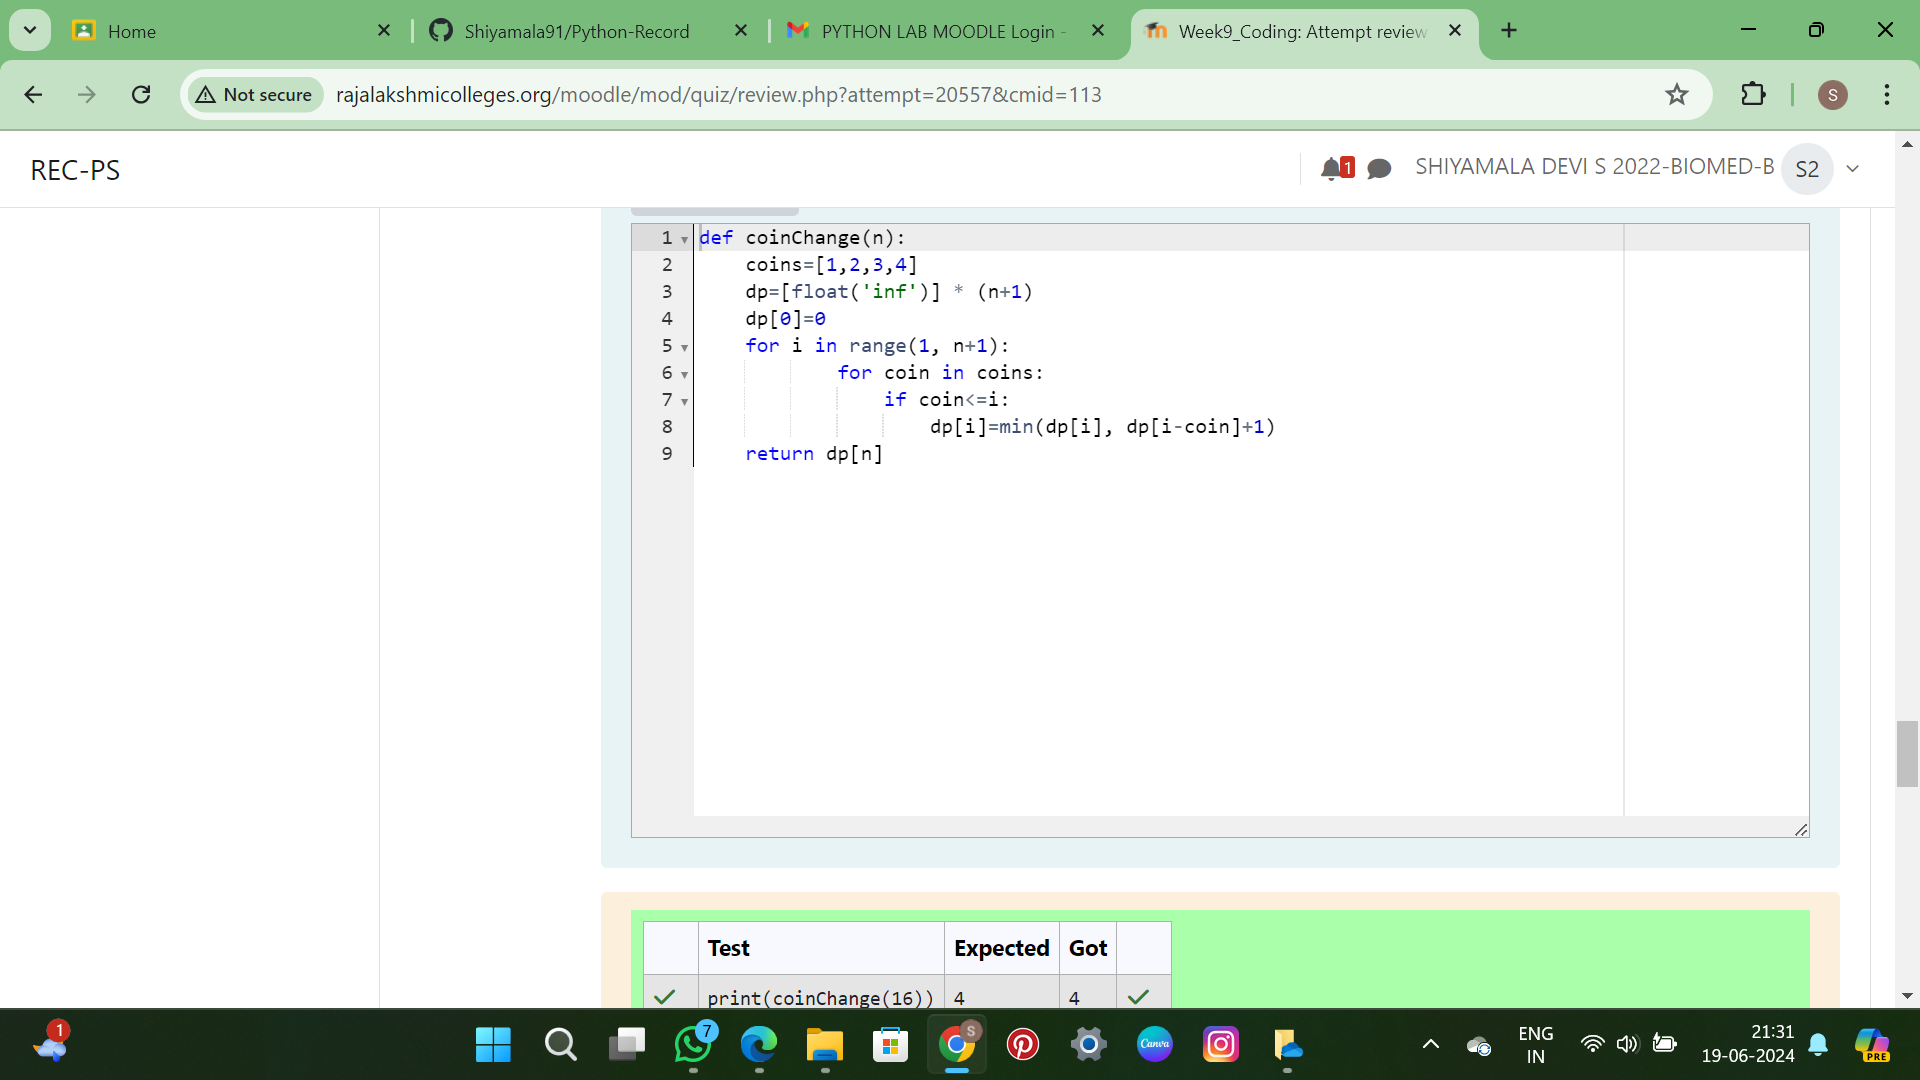 Home
Shiyamala91/Python-Record
PYTHON LAB MOODLE Login -
Week9_Coding: Attempt review
Not secure
rajalakshmicolleges.org/moodle/mod/quiz/review.php?attempt=20557&cmid=113
S
REC-PS
1
SHIYAMALA DEVI S 2022-BIOMED-B
S2
1 def coinChange(n):
2     coins=[1,2,3,4]
3     dp=[float('inf')] * (n+1)
4     dp[0]=0
5     for i in range(1, n+1):
6             for coin in coins:
7                 if coin<=i:
8                     dp[i]=min(dp[i], dp[i-coin]+1)
9     return dp[n]
Test Expected Got
print(coinChange(16)) 4 4
1
7
S
Canva
ENG
IN
21:31
19-06-2024
PRE